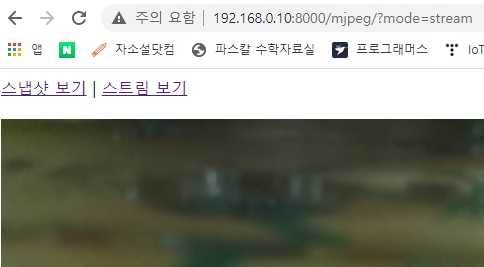 주의 요함 | 192.168.0.10:8000/mjpeg/?mode=stream
앱 N 자소설닷컴 파스칼 수학자료실 프로그래머스 IoT
스냅샷 보기 | 스트림 보기